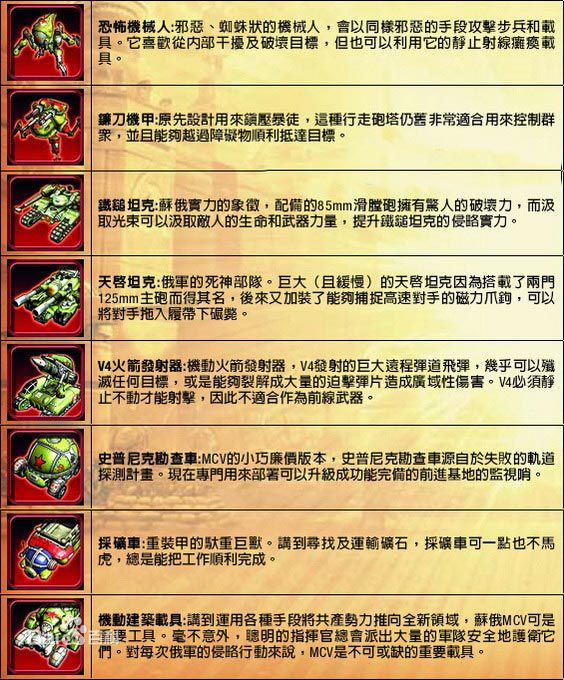 恐怖機械人:邪惡、蜘蛛狀的機械人，會以同樣邪惡的手段攻擊步兵和載
具。它喜歡從內部干擾及破壞目標，但也可以利用它的靜止射線癱瘓載
具。
鐮刀機甲:原先設計用來鎮壓暴徒，這種行走砲塔仍舊非常適合用來控制群
眾，並且能夠越過障礙物順利抵達目標。
鐵鎚坦克:蘇俄實力的象徵，配備的85mm滑膛砲擁有驚人的破壞力，而汲
取光束可以汲取敵人的生命和武器力量，提升鐵鎚坦克的侵略實力。
天啓坦克:俄軍的死神部隊。巨大（且緩慢）的天啓坦克因為搭載了兩門
125mm主砲而得其名，後來又加裝了能夠捕捉高速對手的磁力爪鉤，可以
將對手拖入履帶下碾斃。
V4火箭發射器:機動火箭發射器，V4發射的巨大遠程彈道飛彈，幾乎可以殲
滅任何目標，或是能夠裂解成大量的迫擊彈片造成廣域性傷害。V4必須靜
止不動才能射擊，因此不適合作為前線武器。
史普尼克勘查車:MCV的小巧廉價版本，史普尼克勘查車源自於失敗的軌道
探測計畫。現在專門用來部署可以升級成功能完備的前進基地的監視哨。
採礦車:重裝甲的馱重巨獸。講到尋找及運輸礦石，採礦車可一點也不馬
虎，總是能把工作順利完成。
機動建築載具:講到運用各種手段將共產勢力推向全新領域，蘇俄MCV可是
重要工具。毫不意外，聰明的指揮官總會派出大量的軍隊安全地護衛它
們。對每次俄軍的侵略行動來說，MCV是不可或缺的重要載具。